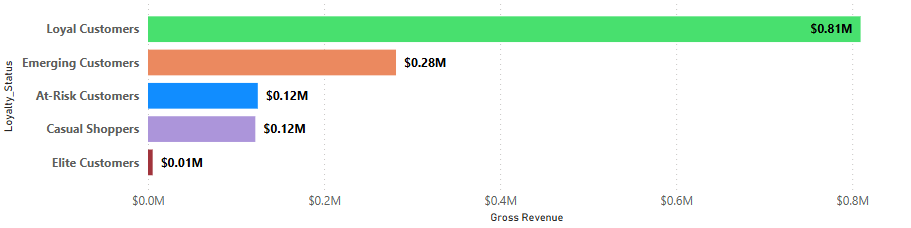 Loyalty_Status
Loyal Customers $0.81M
Emerging Customers $0.28M
At-Risk Customers $0.12M
Casual Shoppers $0.12M
Elite Customers $0.01M
$0.0M $0.2M $0.4M $0.6M $0.8M
Gross Revenue